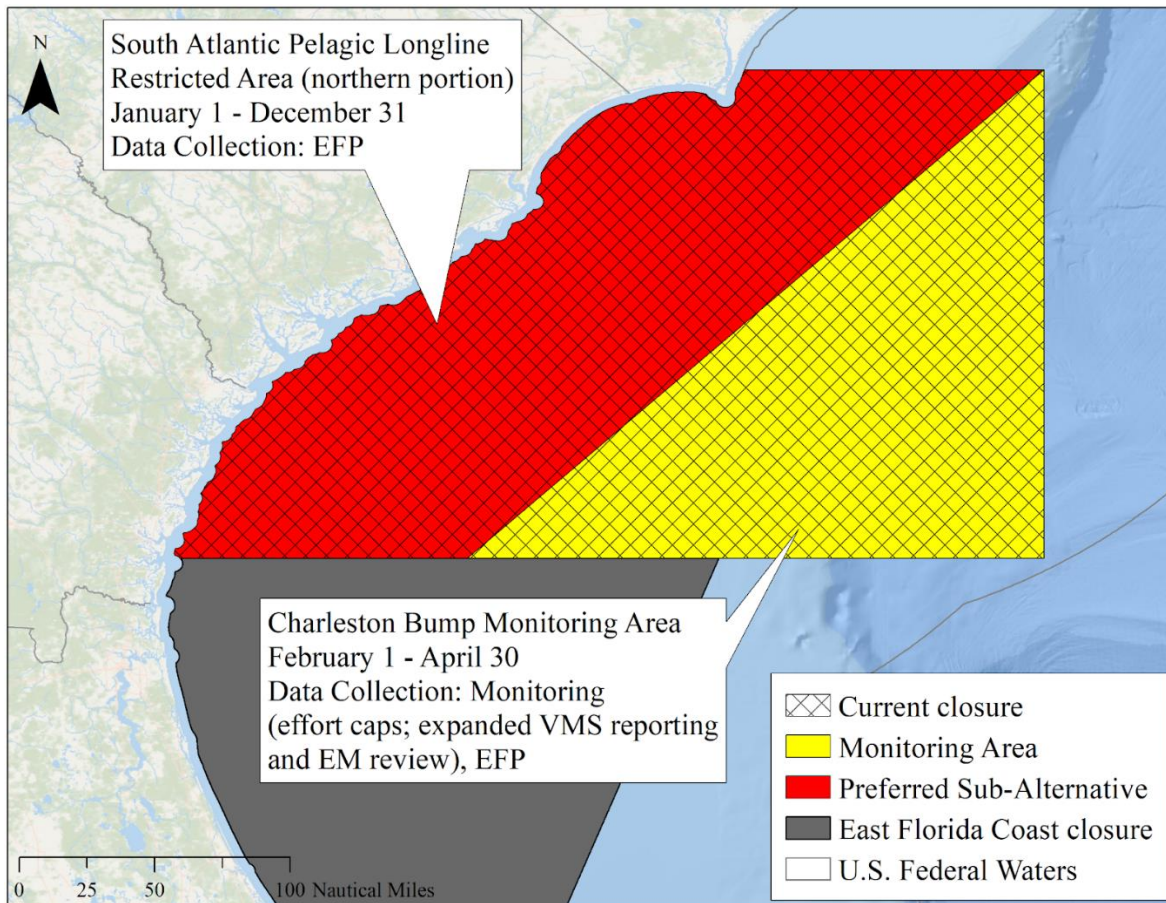 N
South Atlantic Pelagic Longline
Restricted Area (northern portion)
January 1 - December 31
Data Collection: EFP
Charleston Bump Monitoring Area
February 1 - April 30
Data Collection: Monitoring
(effort caps; expanded VMS reporting
and EM review), EFP
Current closure
Monitoring Area
Preferred Sub-Alternative
East Florida Coast closure
U.S. Federal Waters
0 25 50 100 Nautical Miles